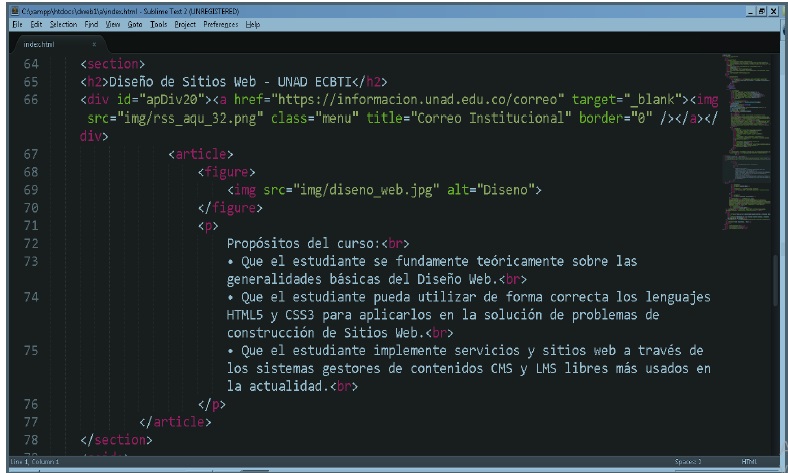 C:\xampp\htdocs\dweb1\p\index.html - Sublime Text 2 (UNREGISTERED)
File Edit Selection Find View Goto Tools Project Preferences Help
index.html x
64 <section>
65 <h2>Diseño de Sitios Web - UNAD ECBTI</h2>
66 <div id="apDiv20"><a href="https://informacion.unad.edu.co/correo" target="_blank"><img
src="img/rss_aqu_32.png" class="menu" title="Correo Institucional" border="0" /></a></
div>
67 <article>
68 <figure>
69 <img src="img/diseno_web.jpg" alt="Diseno">
70 </figure>
71 <p>
72 Propósitos del curso:<br>
73 • Que el estudiante se fundamente teóricamente sobre las
generalidades básicas del Diseño Web.<br>
74 • Que el estudiante pueda utilizar de forma correcta los lenguajes
HTML5 y CSS3 para aplicarlos en la solución de problemas de
construcción de Sitios Web.<br>
75 • Que el estudiante implemente servicios y sitios web a través de
los sistemas gestores de contenidos CMS y LMS libres más usados en
la actualidad.<br>
76 </p>
77 </article>
78 </section>
Line 1, Column 1 Spaces: 2 HTML